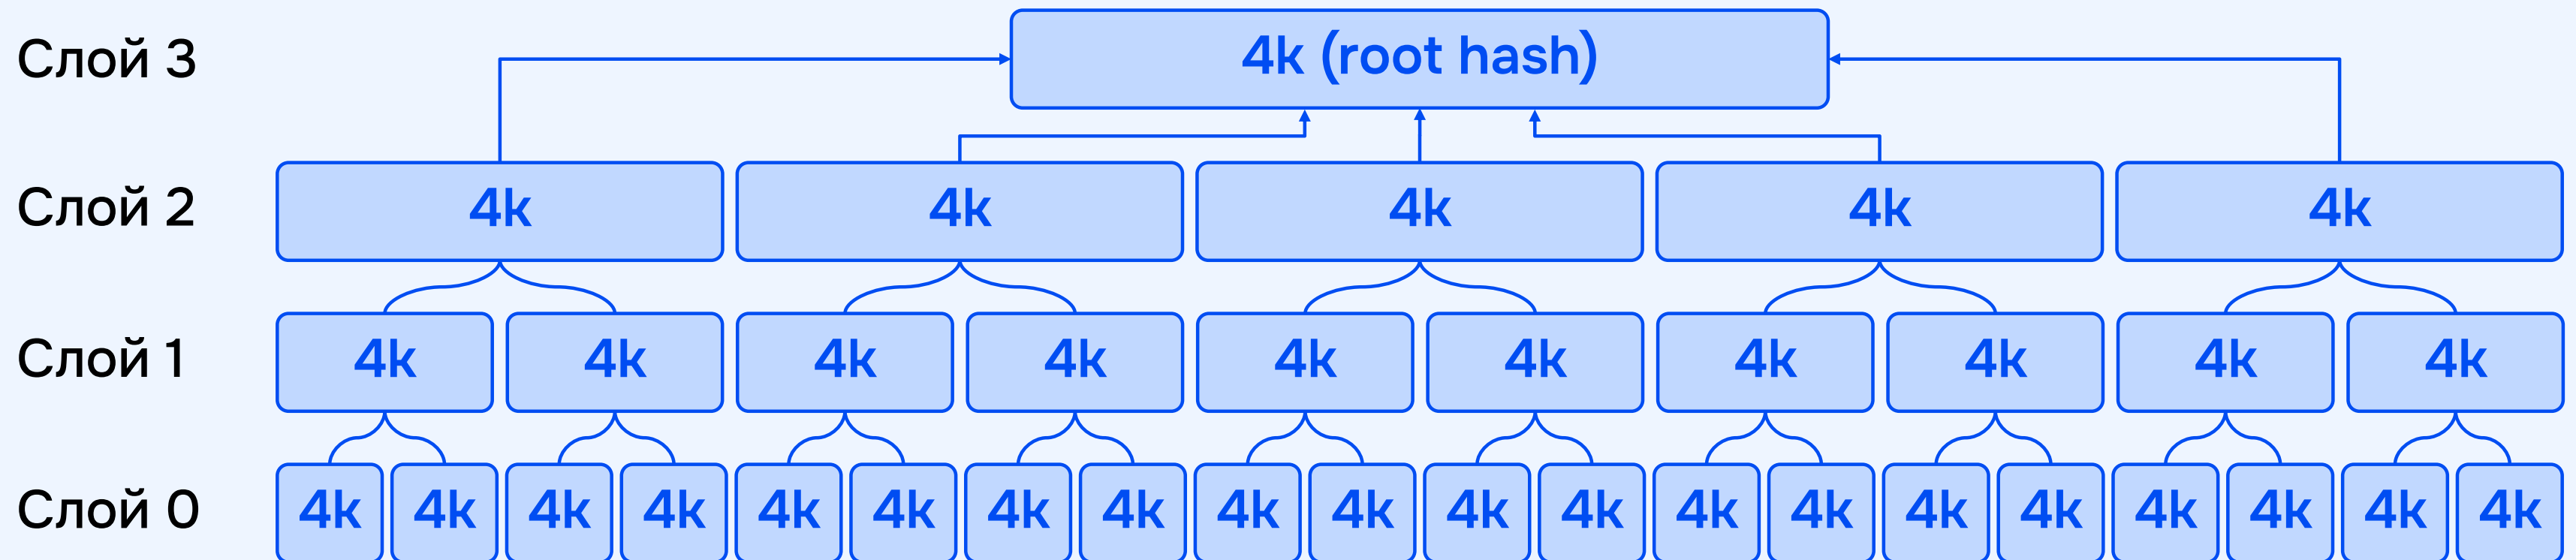 Слой 3 4k (root hash)
Слой 2 4k 4k 4k 4k 4k
Слой 1 4k 4k 4k 4k 4k 4k 4k 4k 4k 4k
Слой 0 4k 4k 4k 4k 4k 4k 4k 4k 4k 4k 4k 4k 4k 4k 4k 4k 4k 4k 4k 4k